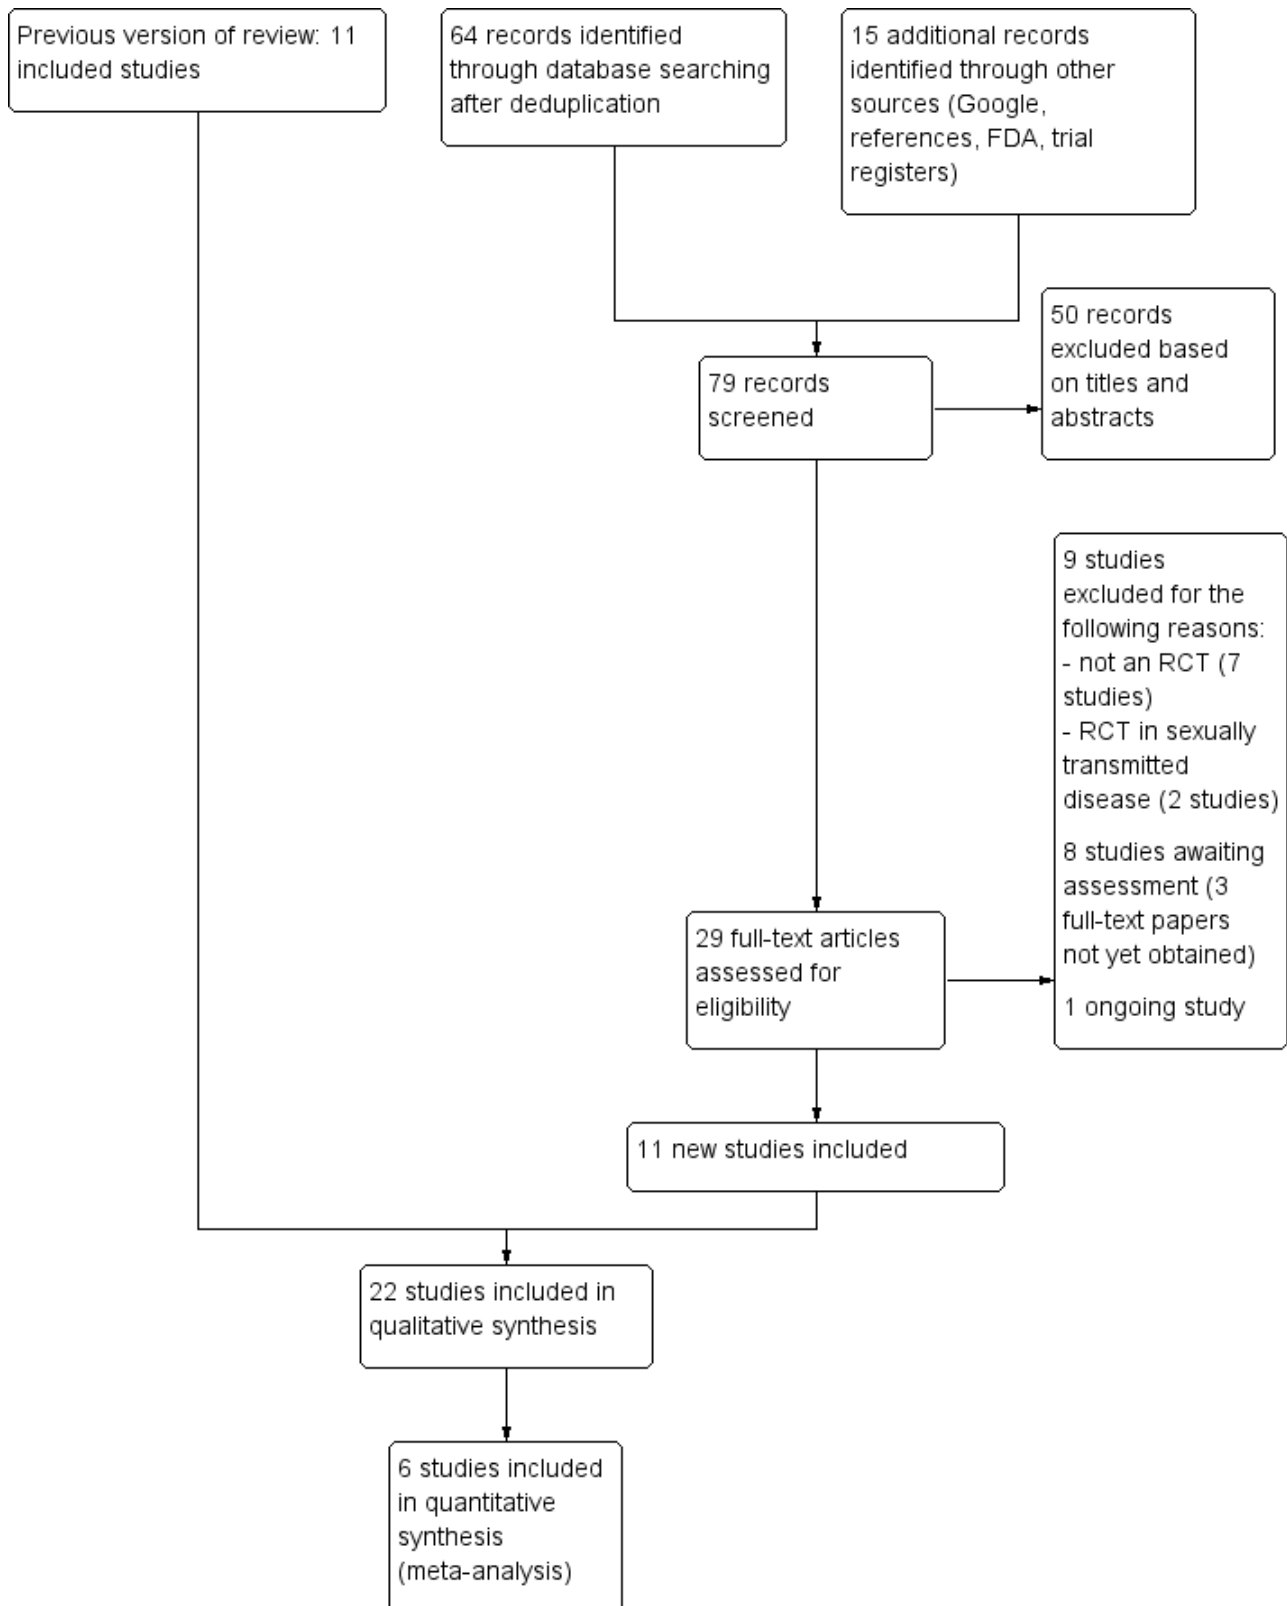 Previous version of review: 11
included studies
64 records identified
through database searching
after deduplication
15 additional records
identified through other
sources (Google,
references, FDA, trial
registers)
50 records
excluded based
on titles and
abstracts
79 records
screened
9 studies
excluded for the
following reasons:
- not an RCT (7
studies)
- RCT in sexually
transmitted
disease (2 studies)
8 studies awaiting
assessment (3
full-text papers
not yet obtained)
1 ongoing study
29 full-text articles
assessed for
eligibility
11 new studies included
22 studies included in
qualitative synthesis
6 studies included
in quantitative
synthesis
(meta-analysis)